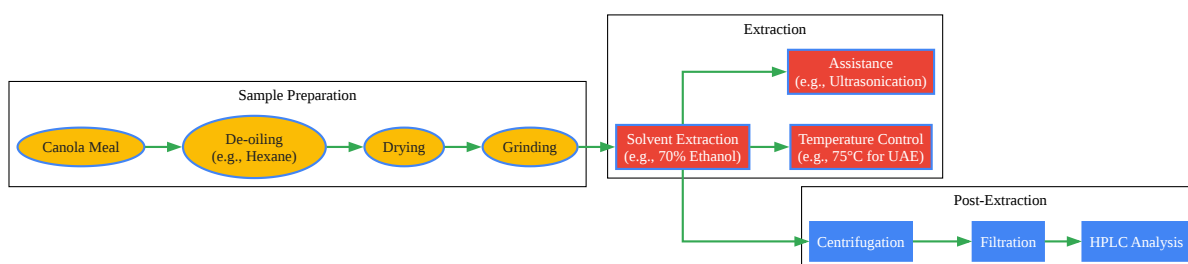 Sample Preparation
Canola Meal
De-oiling
(e.g., Hexane)
Drying
Grinding
Extraction
Assistance
(e.g., Ultrasonication)
Solvent Extraction
(e.g., 70% Ethanol)
Temperature Control
(e.g., 75°C for UAE)
Post-Extraction
Centrifugation
Filtration
HPLC Analysis